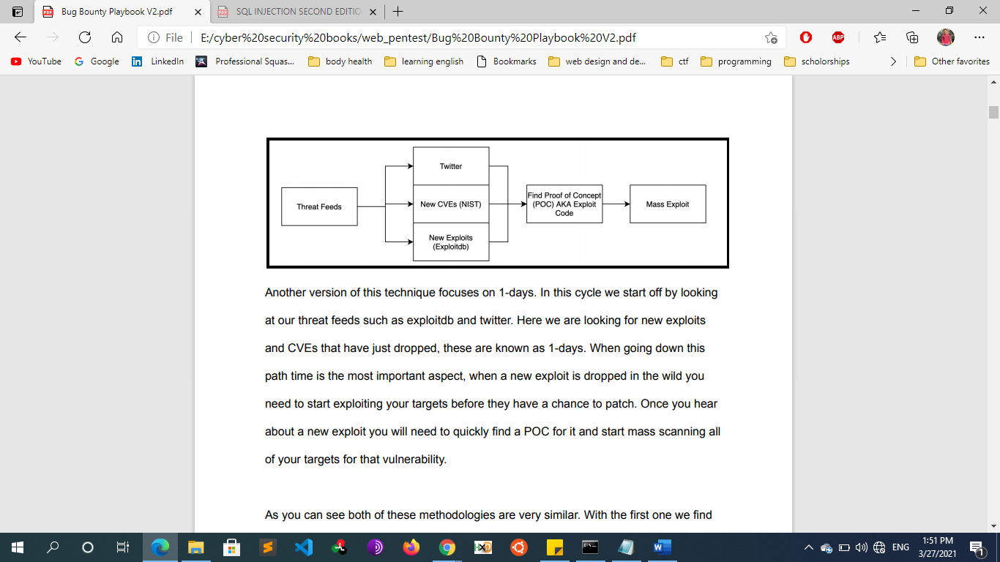 Bug Bounty Playbook V2.pdf
SQL INJECTION SECOND EDITIO
File
E:/cyber%20security%20books/web_pentest/Bug%20Bounty%20Playbook%20V2.pdf
ABP
YouTube
Google
LinkedIn
Professional Squas...
body health
learning english
Bookmarks
web design and de...
ctf
programming
scholorships
Other favorites
Threat Feeds
Twitter
New CVEs (NIST)
New Exploits
(Exploitdb)
Find Proof of Concept
(POC) AKA Exploit
Code
Mass Exploit
Another version of this technique focuses on 1-days. In this cycle we start off by looking
at our threat feeds such as exploitdb and twitter. Here we are looking for new exploits
and CVEs that have just dropped, these are known as 1-days. When going down this
path time is the most important aspect, when a new exploit is dropped in the wild you
need to start exploiting your targets before they have a chance to patch. Once you hear
about a new exploit you will need to quickly find a POC for it and start mass scanning all
of your targets for that vulnerability.
As you can see both of these methodologies are very similar. With the first one we find
ENG
1:51 PM
3/27/2021
1